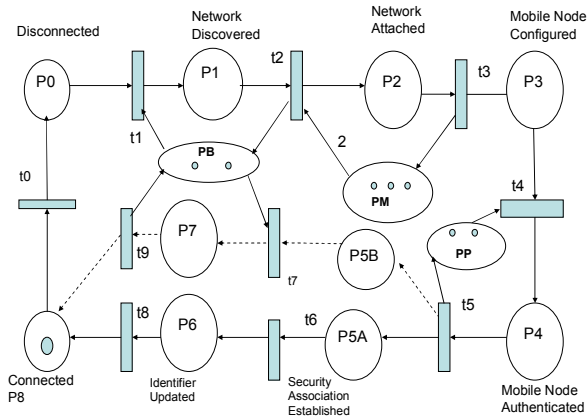 Disconnected
Network
Discovered
Network
Attached
Mobile Node
Configured
P0
P1
t2
P2
t3
P3
t1
PB
2
PM
t0
t4
t9
P7
t7
P5B
PP
t8
P6
t6
P5A
t5
P4
Connected
P8
Identifier
Updated
Security
Association
Established
Mobile Node
Authenticated